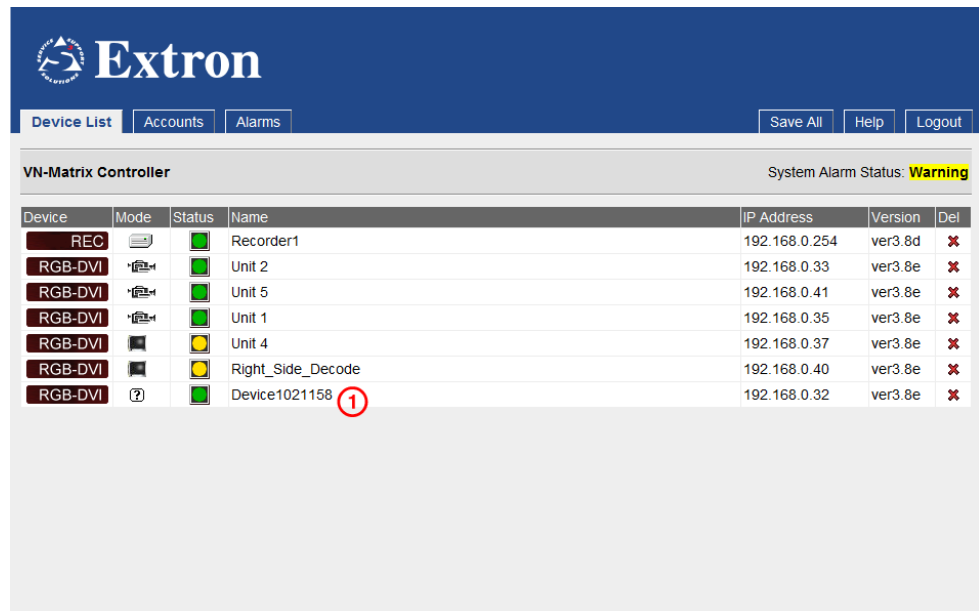 SERVICE SUPPORT SOLUTIONS
Extron
Device List Accounts Alarms Save All Help Logout
VN-Matrix Controller System Alarm Status: Warning
Device Mode Status Name IP Address Version Del
REC Recorder1 192.168.0.254 ver3.8d
RGB-DVI Unit 2 192.168.0.33 ver3.8e
RGB-DVI Unit 5 192.168.0.41 ver3.8e
RGB-DVI Unit 1 192.168.0.35 ver3.8e
RGB-DVI Unit 4 192.168.0.37 ver3.8e
RGB-DVI Right_Side_Decode 192.168.0.40 ver3.8e
RGB-DVI ? Device1021158 1 192.168.0.32 ver3.8e